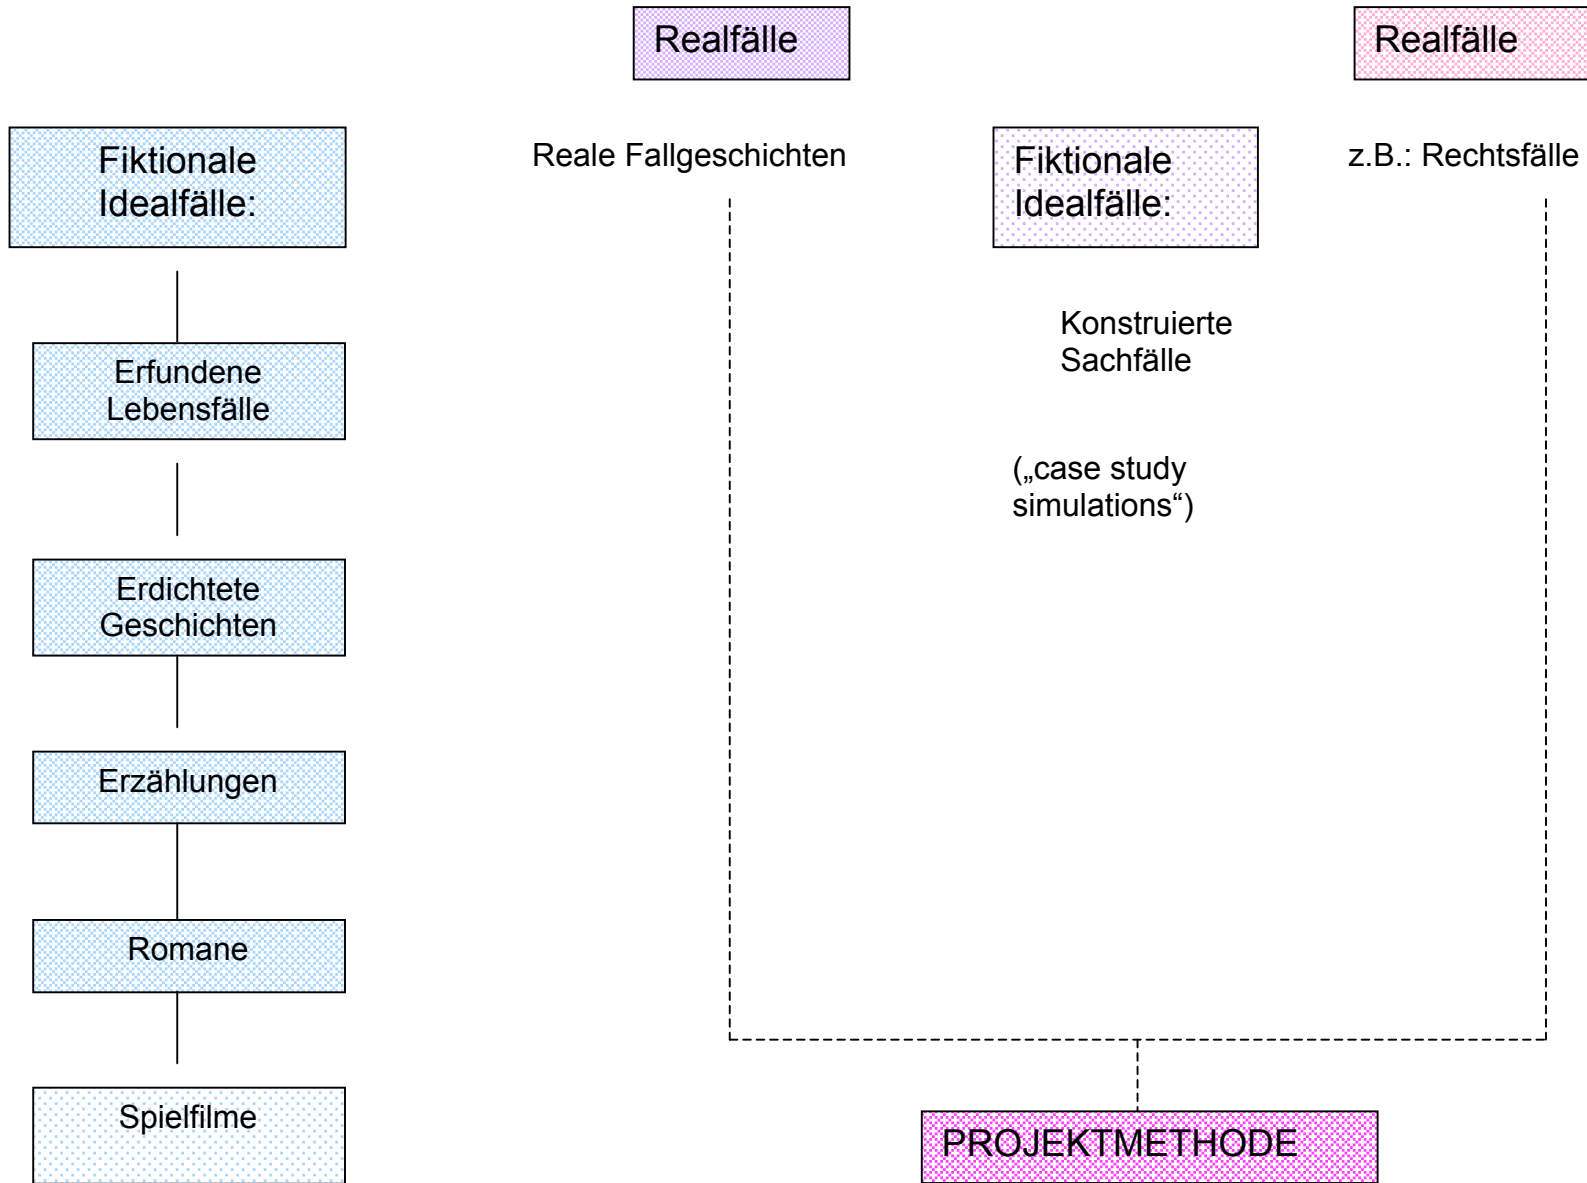 Realfälle
Realfälle
Fiktionale
Idealfälle:
Reale Fallgeschichten
Fiktionale
Idealfälle:
z.B.: Rechtsfälle
Konstruierte
Sachfälle
Erfundene
Lebensfälle
(„case study
simulations“)
Erdichtete
Geschichten
Erzählungen
Romane
Spielfilme
PROJEKTMETHODE